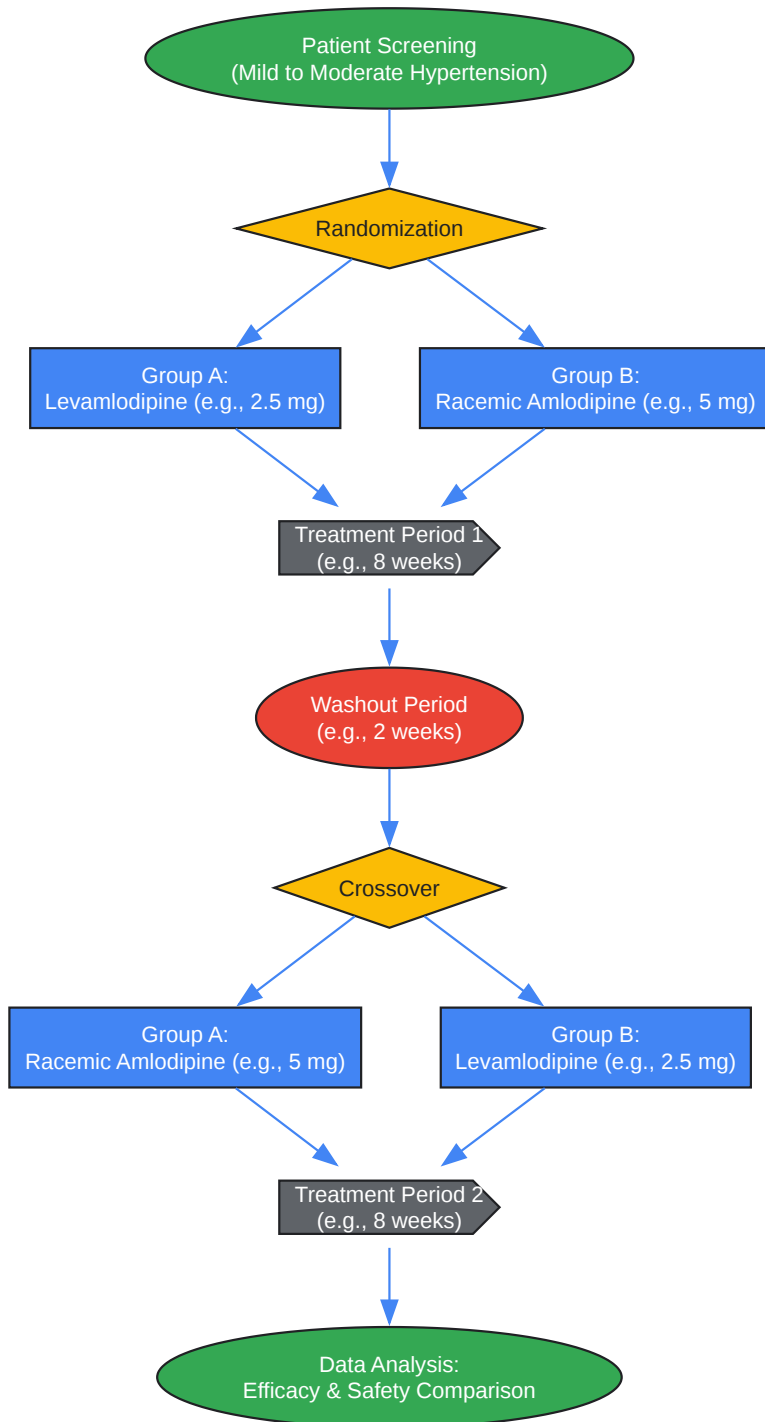 Patient Screening
(Mild to Moderate Hypertension)
Randomization
Group A:
Levamlodipine (e.g., 2.5 mg)
Group B:
Racemic Amlodipine (e.g., 5 mg)
Treatment Period 1
(e.g., 8 weeks)
Washout Period
(e.g., 2 weeks)
Crossover
Group A:
Racemic Amlodipine (e.g., 5 mg)
Group B:
Levamlodipine (e.g., 2.5 mg)
Treatment Period 2
(e.g., 8 weeks)
Data Analysis:
Efficacy & Safety Comparison